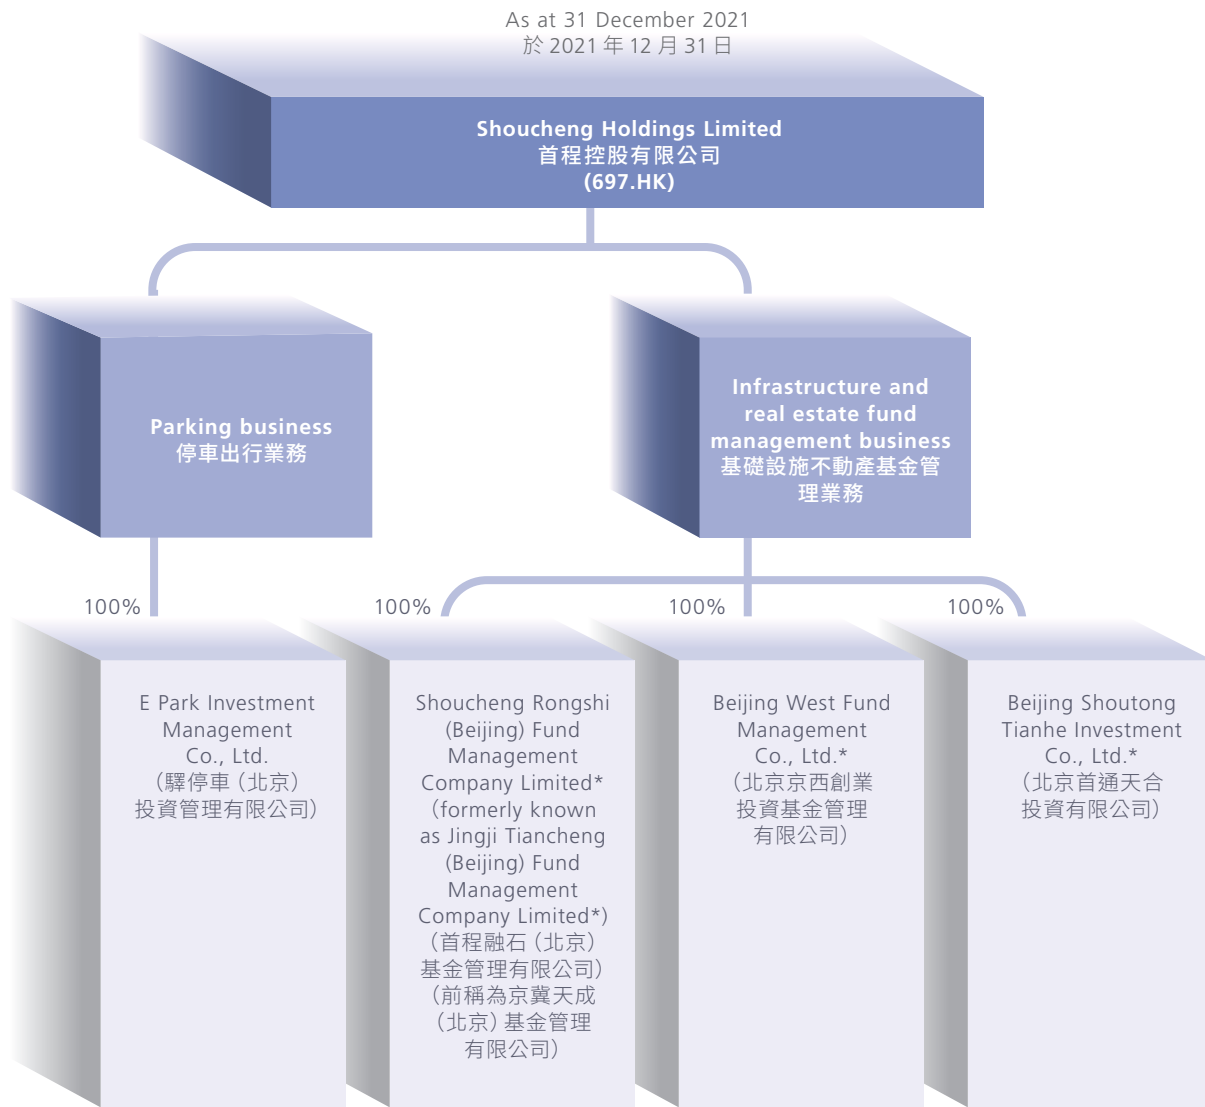 As at 31 December 2021
於 2021 年 12 月 31 日
Shoucheng Holdings Limited
首程控股有限公司
(697.HK)
Parking business
停車出行業務
Infrastructure and
real estate fund
management business
基礎設施不動產基金管
理業務
100%
100%
100%
100%
E Park Investment
Management
Co., Ltd.
（驛停車（北京）
投資管理有限公司）
Shoucheng Rongshi
(Beijing) Fund
Management
Company Limited*
(formerly known
as Jingji Tiancheng
(Beijing) Fund
Management
Company Limited*)
（首程融石（北京）
基金管理有限公司）
（前稱為京冀天成
（北京）基金管理
有限公司）
Beijing West Fund
Management
Co., Ltd.*
（北京京西創業
投資基金管理
有限公司）
Beijing Shoutong
Tianhe Investment
Co., Ltd.*
（北京首通天合
投資有限公司）